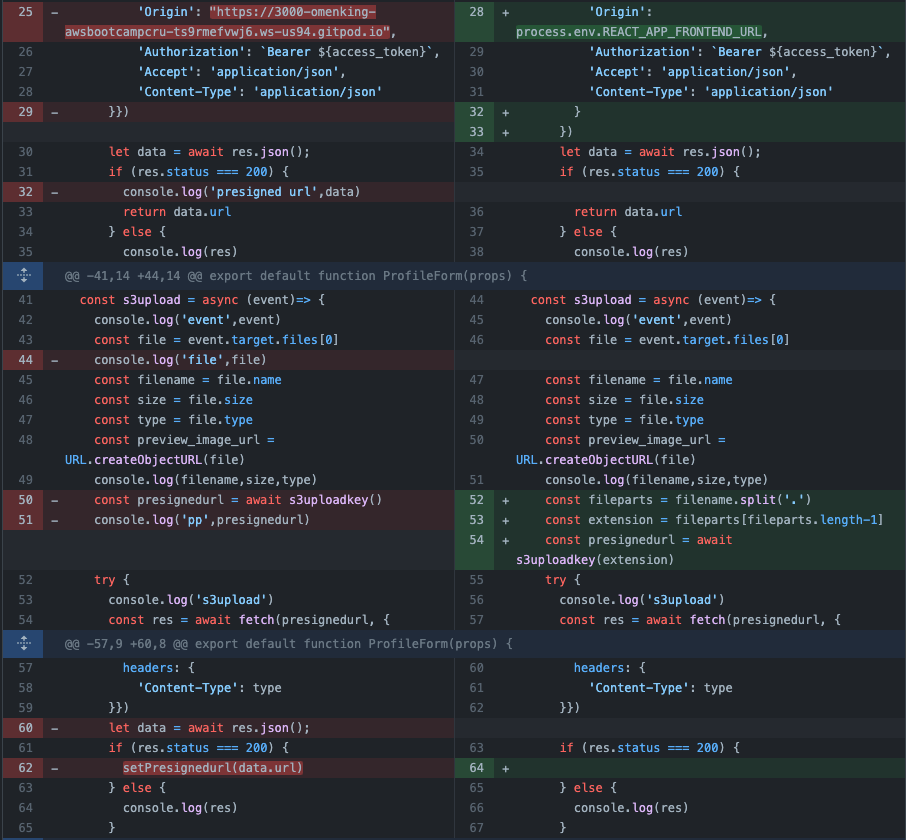 25 - 'Origin': "https://3000-omenking-
awsbootcampcru-ts9rmefvwj6.ws-us94.gitpod.io",
26 'Authorization': `Bearer ${access_token}`,
27 'Accept': 'application/json',
28 'Content-Type': 'application/json'
29 - }})
30 let data = await res.json();
31 if (res.status === 200) {
32 - console.log('presigned url',data)
33 return data.url
34 } else {
35 console.log(res)
28 + 'Origin':
process.env.REACT_APP_FRONTEND_URL,
29 'Authorization': `Bearer ${access_token}`,
30 'Accept': 'application/json',
31 'Content-Type': 'application/json'
32 + }
33 + })
34 let data = await res.json();
35 if (res.status === 200) {
36 return data.url
37 } else {
38 console.log(res)
@@ -41,14 +44,14 @@ export default function ProfileForm(props) {
41 const s3upload = async (event)=> {
42 console.log('event',event)
43 const file = event.target.files[0]
44 - console.log('file',file)
45 const filename = file.name
46 const size = file.size
47 const type = file.type
48 const preview_image_url =
URL.createObjectURL(file)
49 console.log(filename,size,type)
50 - const presignedurl = await s3uploadkey()
51 - console.log('pp',presignedurl)
52 try {
53 console.log('s3upload')
54 const res = await fetch(presignedurl, {
44 const s3upload = async (event)=> {
45 console.log('event',event)
46 const file = event.target.files[0]
47 const filename = file.name
48 const size = file.size
49 const type = file.type
50 const preview_image_url =
URL.createObjectURL(file)
51 console.log(filename,size,type)
52 + const fileparts = filename.split('.')
53 + const extension = fileparts[fileparts.length-1]
54 + const presignedurl = await
s3uploadkey(extension)
55 try {
56 console.log('s3upload')
57 const res = await fetch(presignedurl, {
@@ -57,9 +60,8 @@ export default function ProfileForm(props) {
57 headers: {
58 'Content-Type': type
59 }})
60 - let data = await res.json();
61 if (res.status === 200) {
62 - setPresignedurl(data.url)
63 } else {
64 console.log(res)
65 }
60 headers: {
61 'Content-Type': type
62 }})
63 if (res.status === 200) {
64 +
65 } else {
66 console.log(res)
67 }